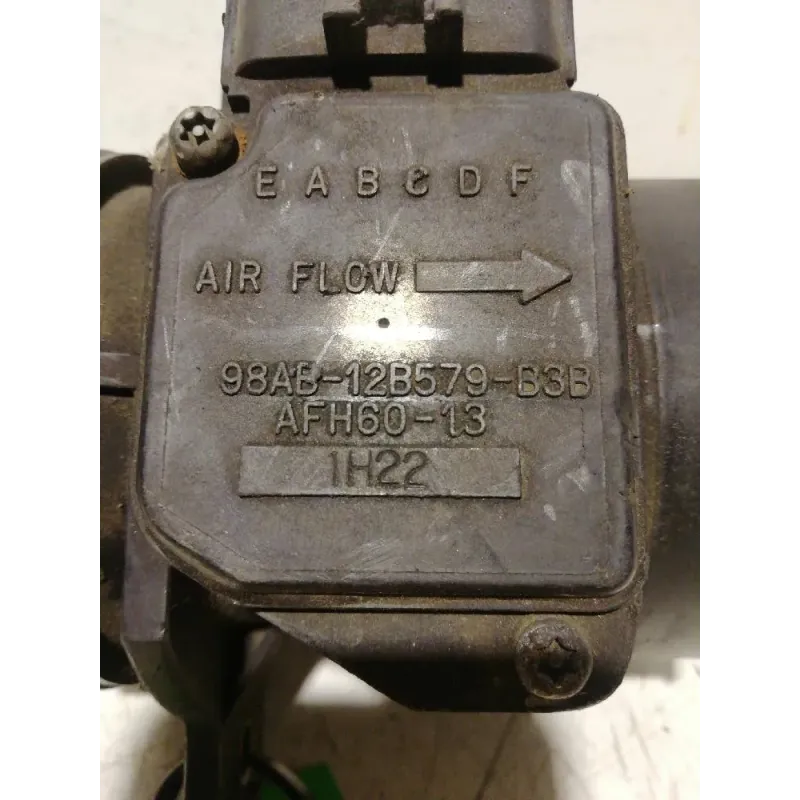 E A B C D F
AIR FLOW
98AB-12B579-B3B
AFH60-13
1H22